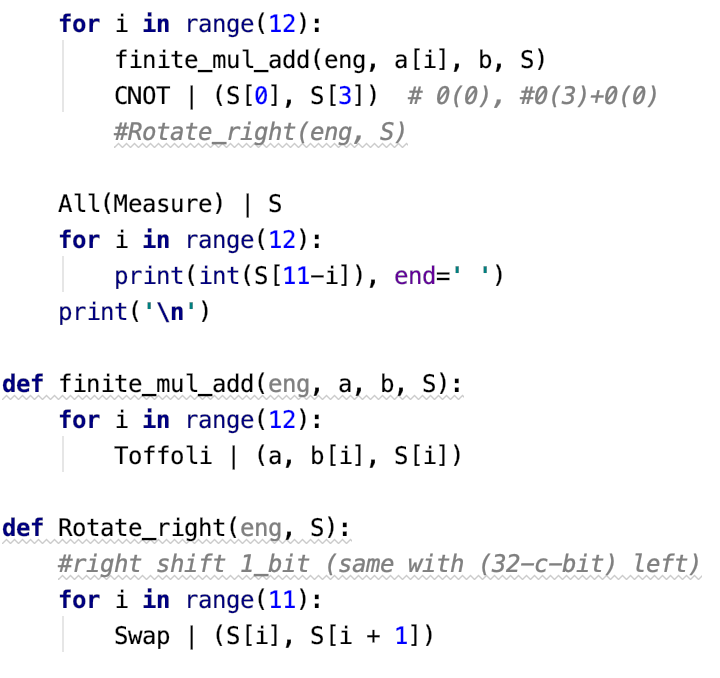 for i in range(12):
finite_mul_add(eng, a[i], b, S)
CNOT | (S[0], S[3])  # 0(0), #0(3)+0(0)
#Rotate_right(eng, S)
All(Measure) | S
for i in range(12):
print(int(S[11-i]), end=' ')
print('\n')
def finite_mul_add(eng, a, b, S):
for i in range(12):
Toffoli | (a, b[i], S[i])
def Rotate_right(eng, S):
#right shift 1_bit (same with (32-c-bit) left)
for i in range(11):
Swap | (S[i], S[i + 1])